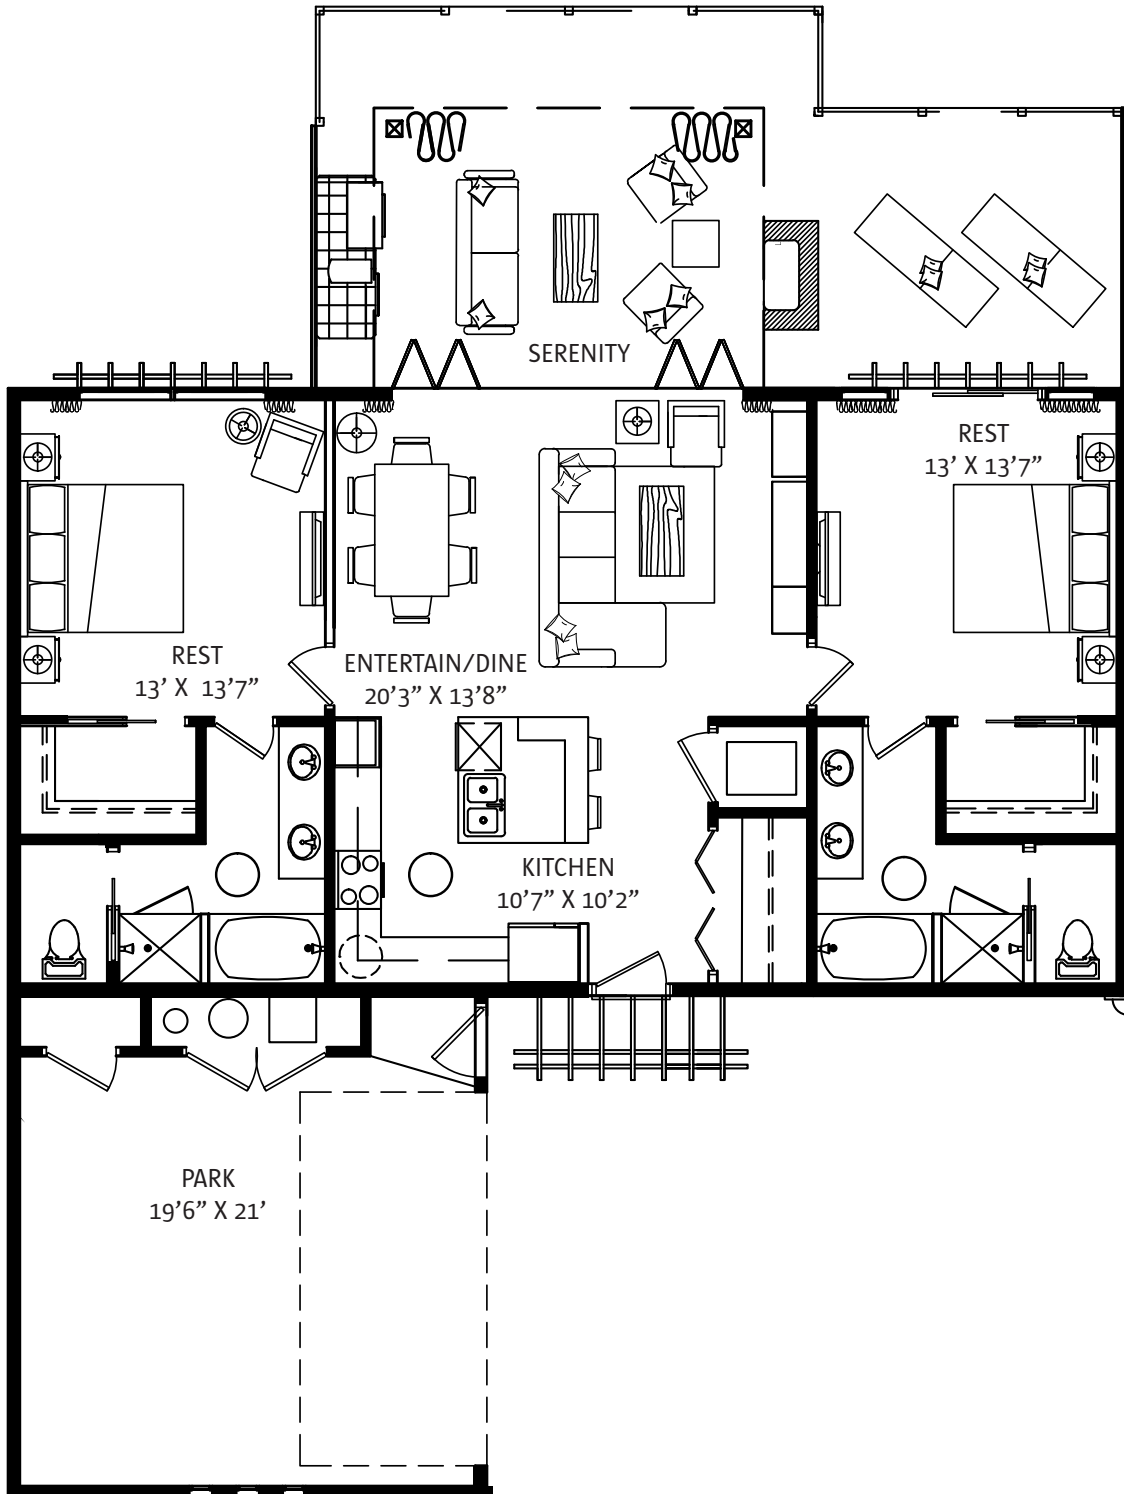 SERENITY
REST
13’ X 13’7”
REST
13’ X 13’7”
ENTERTAIN/DINE
20’3” X 13’8”
KITCHEN
10’7” X 10’2”
PARK
19’6” X 21’